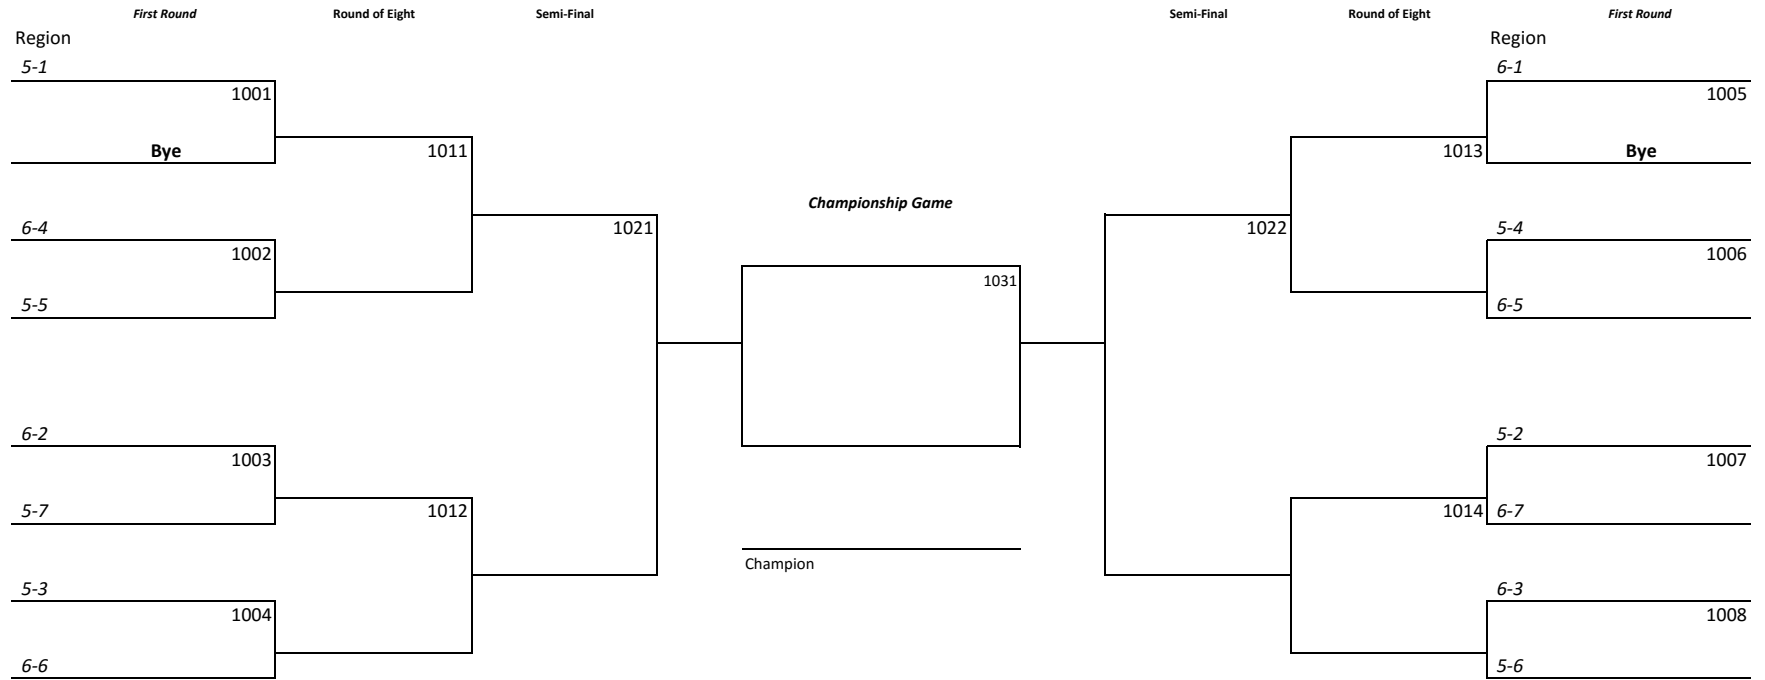 First Round Round of Eight Semi-Final Semi-Final Round of Eight First Round
Region Region
5-1 6-1
1001 1005
Bye 1011 1013 Bye
Championship Game
6-4 1021 1022 5-4
1002 1006
1031
5-5 6-5
6-2 5-2
1003 1007
5-7 1012 1014 6-7
Champion
5-3 6-3
1004 1008
6-6 5-6